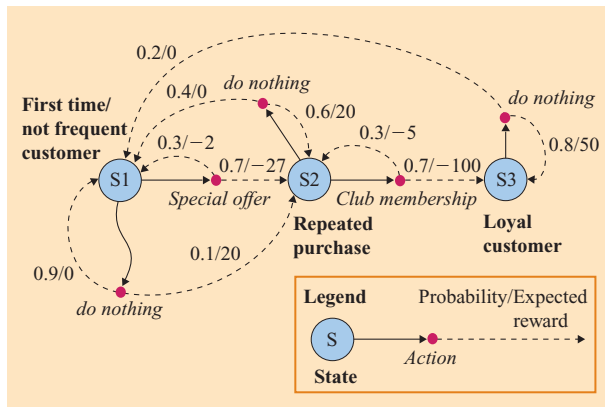 0.2/0
0.4/0
do nothing
do nothing
First time/
not frequent
customer
0.3/−2
0.6/20
0.3/−5
0.8/50
S1
0.7/−27
S2
0.7/−100
S3
Special offer
Club membership
Repeated
purchase
Loyal
customer
0.9/0
0.1/20
do nothing
Legend
Probability/Expected
reward
S
Action
State